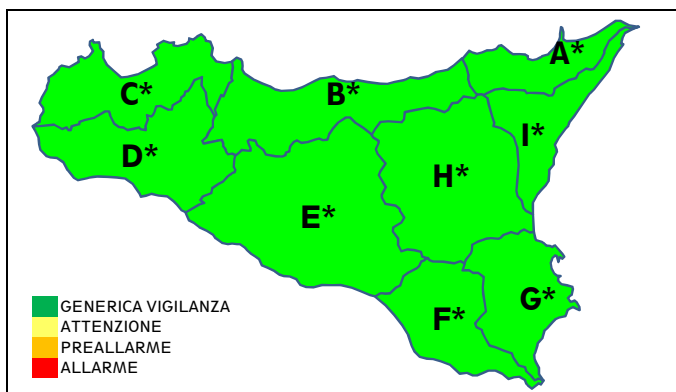 A*
C*
B*
I*
D*
H*
E*
G*
F*
GENERICA VIGILANZA
ATTENZIONE
PREALLARME
ALLARME